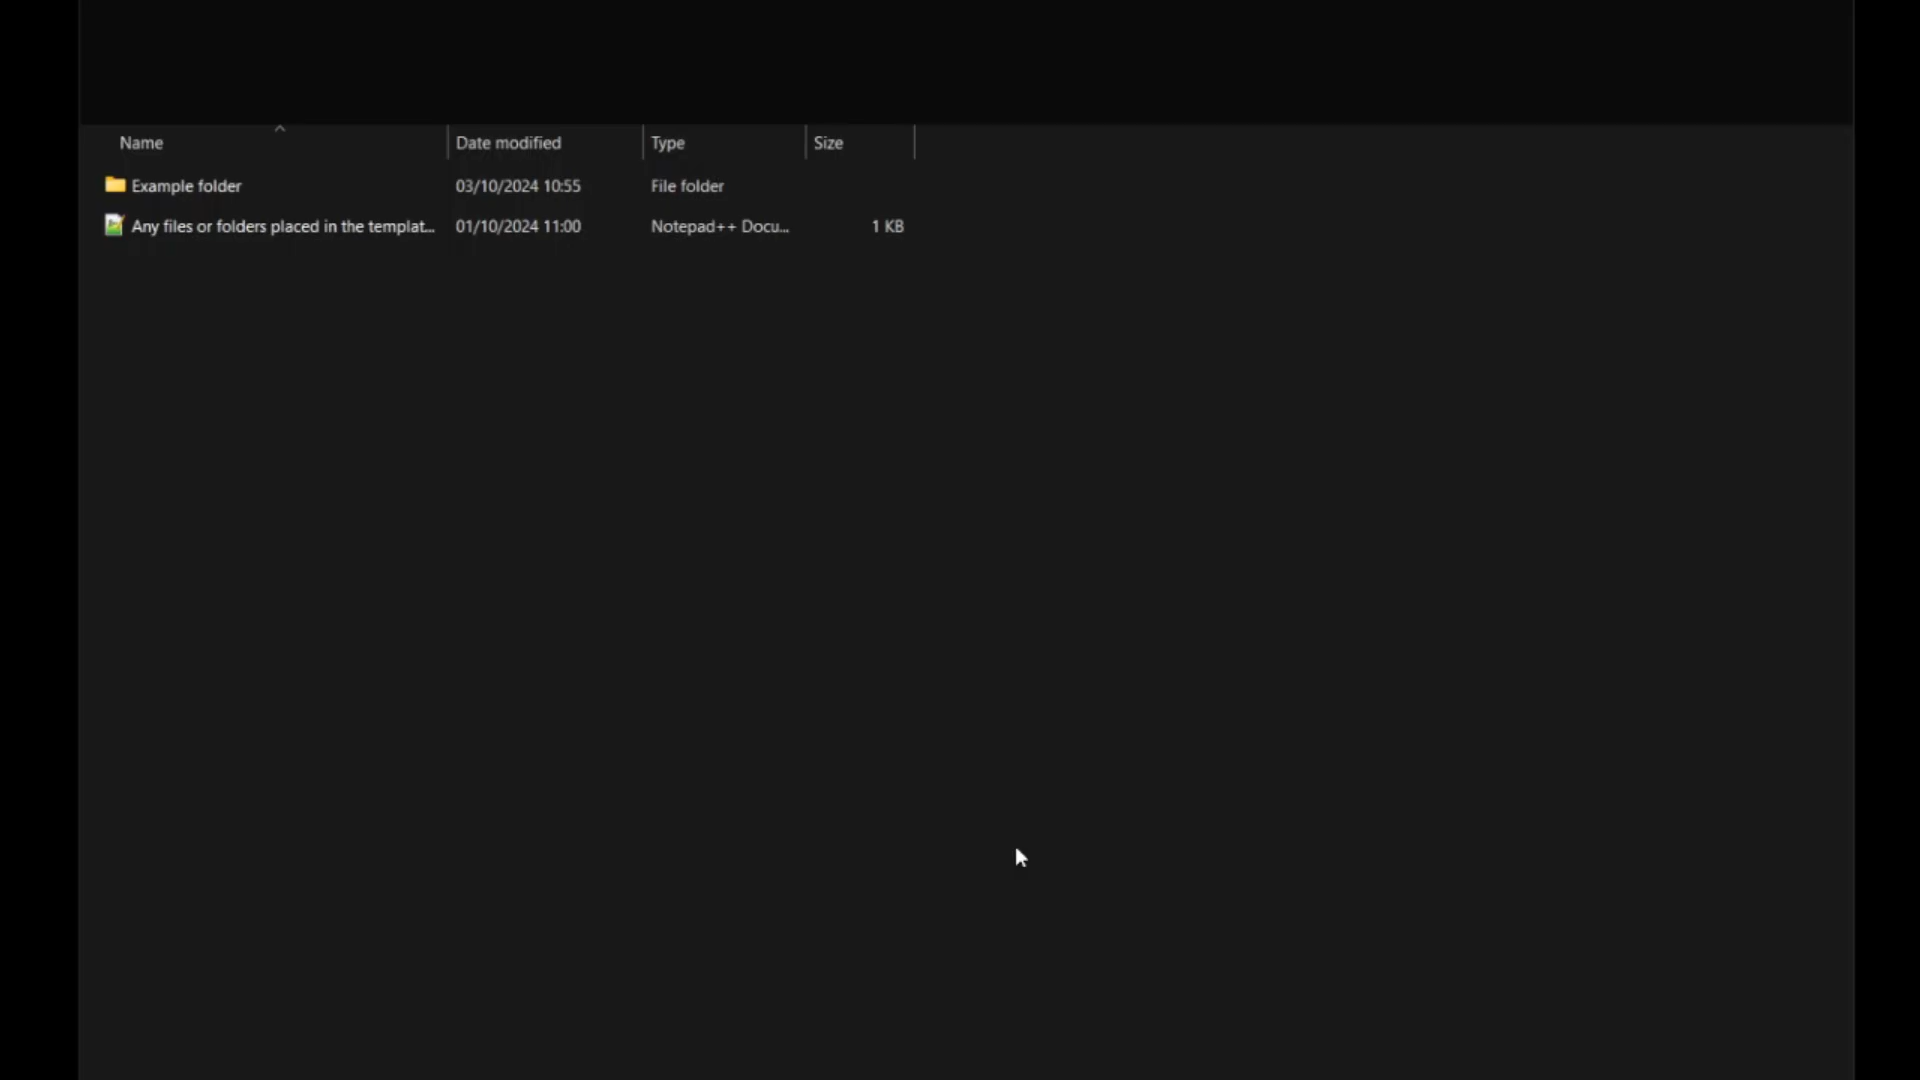 Name Date modified Type Size
Example folder 03/10/2024 10:55 File folder
Any files or folders placed in the templat... 01/10/2024 11:00 Notepad++ Docu... 1 KB